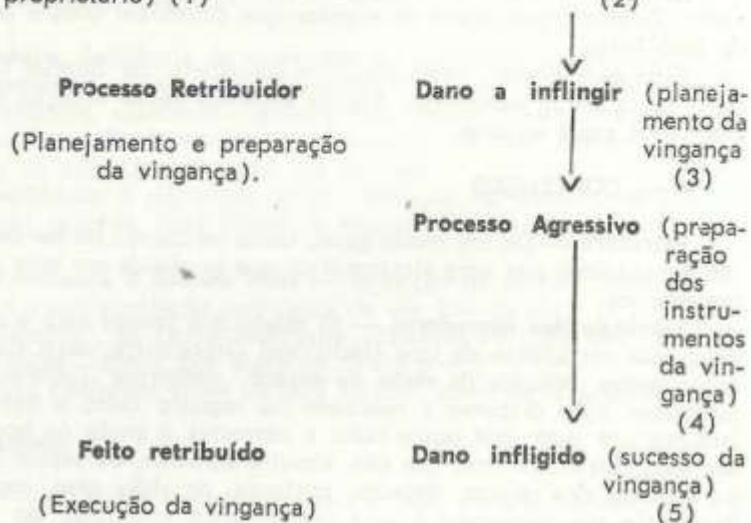 proprietário) (1)
(2)
Processo Retribuidor
(Planejamento e preparação
da vingança).
Dano a inflingir (planeja-
mento da
vingança
(3)
Processo Agressivo (prepa-
ração
dos
instru-
mentos
da vin-
gança)
(4)
Feito retribuído
(Execução da vingança)
Dano infligido (sucesso da
vingança)
(5)